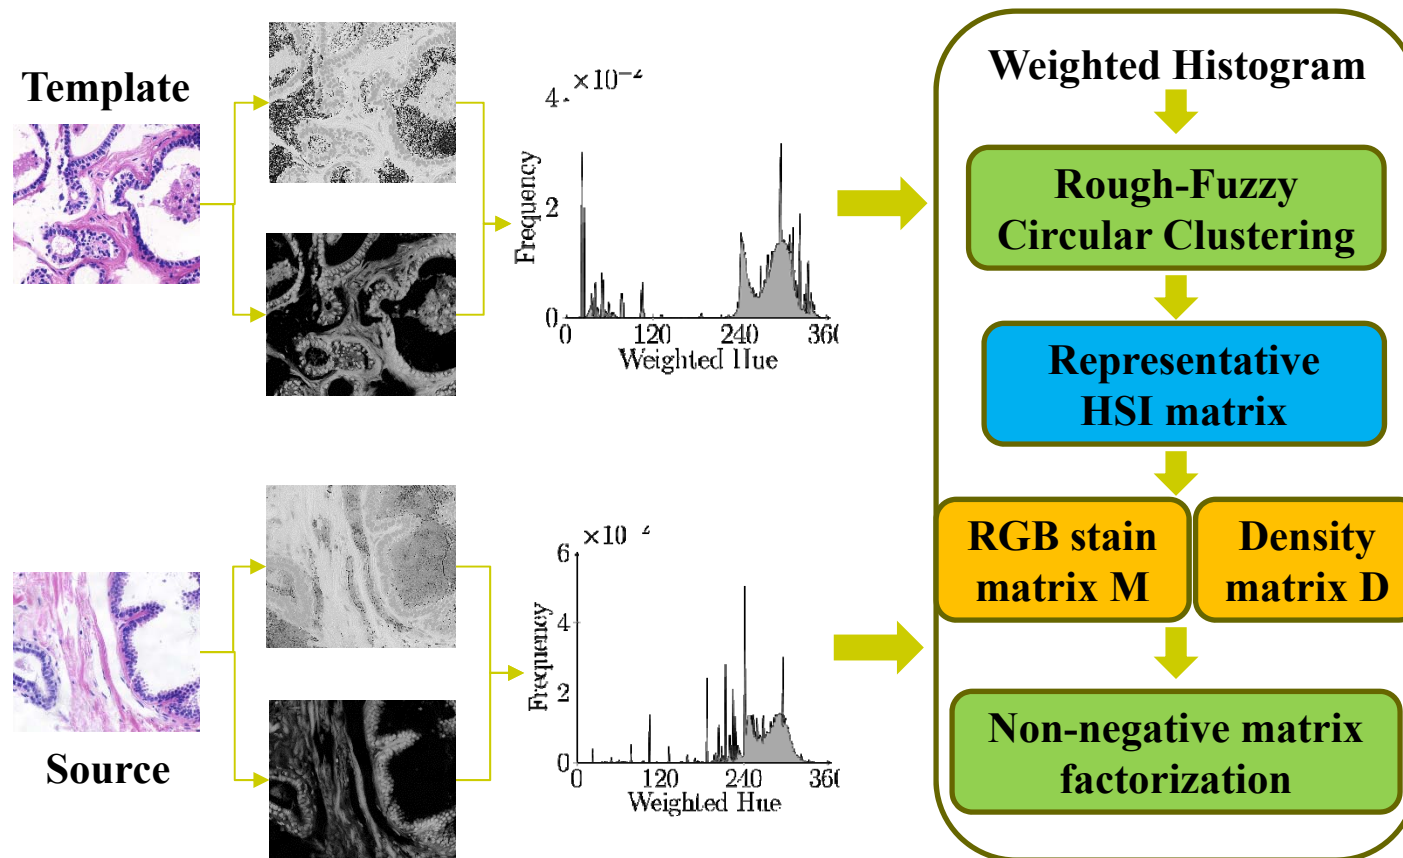 Template
×10⁻²
4
2
0
Frequency
0 120 240 360
Weighted Hue
Source
×10⁻²
6
4
2
0
Frequency
0 120 240 360
Weighted Hue
Weighted Histogram
Rough-Fuzzy
Circular Clustering
Representative
HSI matrix
RGB stain
matrix M
Density
matrix D
Non-negative matrix
factorization